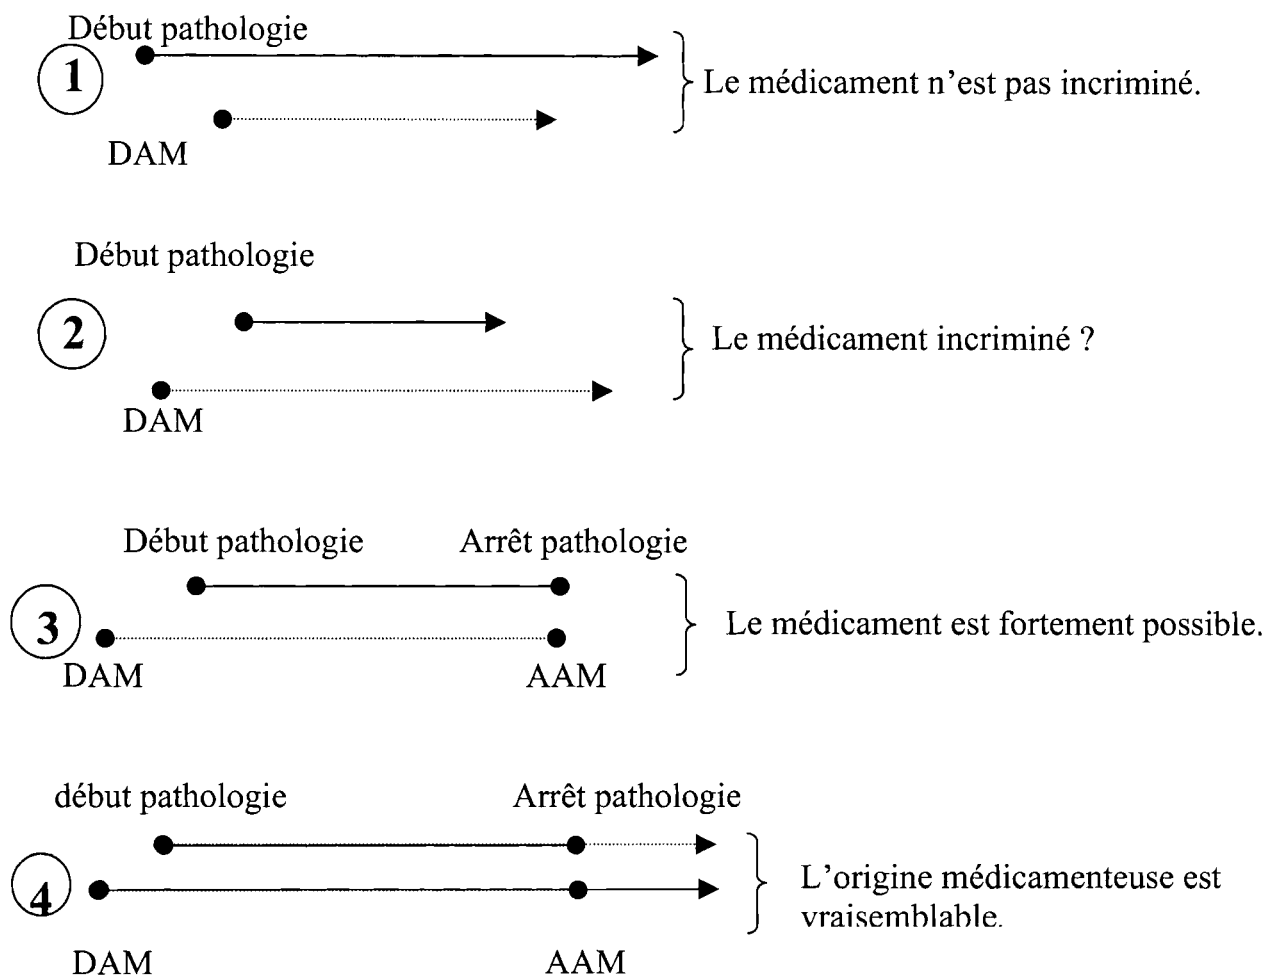 Début pathologie
1
Le médicament n'est pas incriminé.
DAM
Début pathologie
2
Le médicament incriminé ?
DAM
Début pathologie Arrêt pathologie
3
Le médicament est fortement possible.
DAM AAM
début pathologie Arrêt pathologie
4
L'origine médicamenteuse est
vraisemblable.
DAM AAM